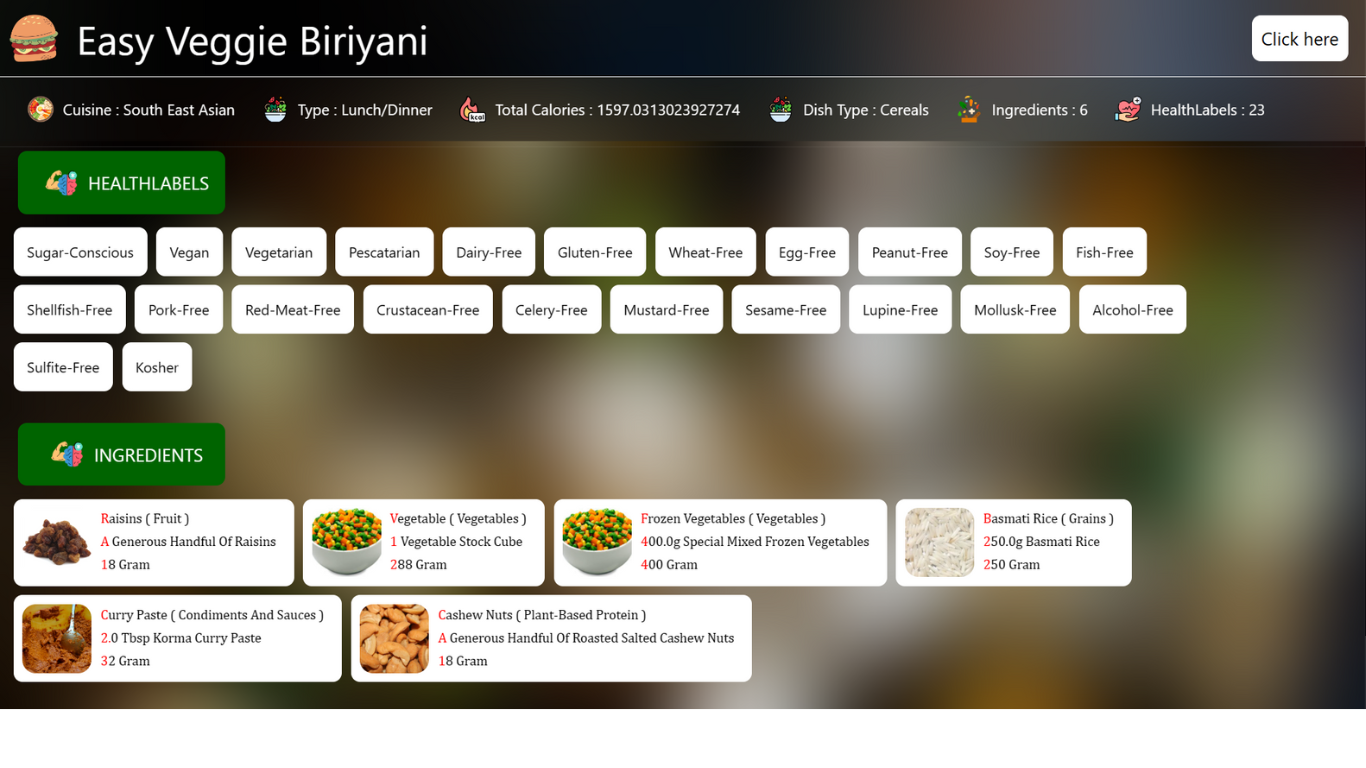 Easy Veggie Biriyani
Click here
Cuisine : South East Asian
Type : Lunch/Dinner
kcal
Total Calories : 1597.0313023927274
Dish Type : Cereals
Ingredients : 6
HealthLabels : 23
HEALTHLABELS
Sugar-Conscious
Vegan
Vegetarian
Pescatarian
Dairy-Free
Gluten-Free
Wheat-Free
Egg-Free
Peanut-Free
Soy-Free
Fish-Free
Shellfish-Free
Pork-Free
Red-Meat-Free
Crustacean-Free
Celery-Free
Mustard-Free
Sesame-Free
Lupine-Free
Mollusk-Free
Alcohol-Free
Sulfite-Free
Kosher
INGREDIENTS
Raisins ( Fruit )
A Generous Handful Of Raisins
18 Gram
Vegetable ( Vegetables )
1 Vegetable Stock Cube
288 Gram
Frozen Vegetables ( Vegetables )
400.0g Special Mixed Frozen Vegetables
400 Gram
Basmati Rice ( Grains )
250.0g Basmati Rice
250 Gram
Curry Paste ( Condiments And Sauces )
2.0 Tbsp Korma Curry Paste
32 Gram
Cashew Nuts ( Plant-Based Protein )
A Generous Handful Of Roasted Salted Cashew Nuts
18 Gram